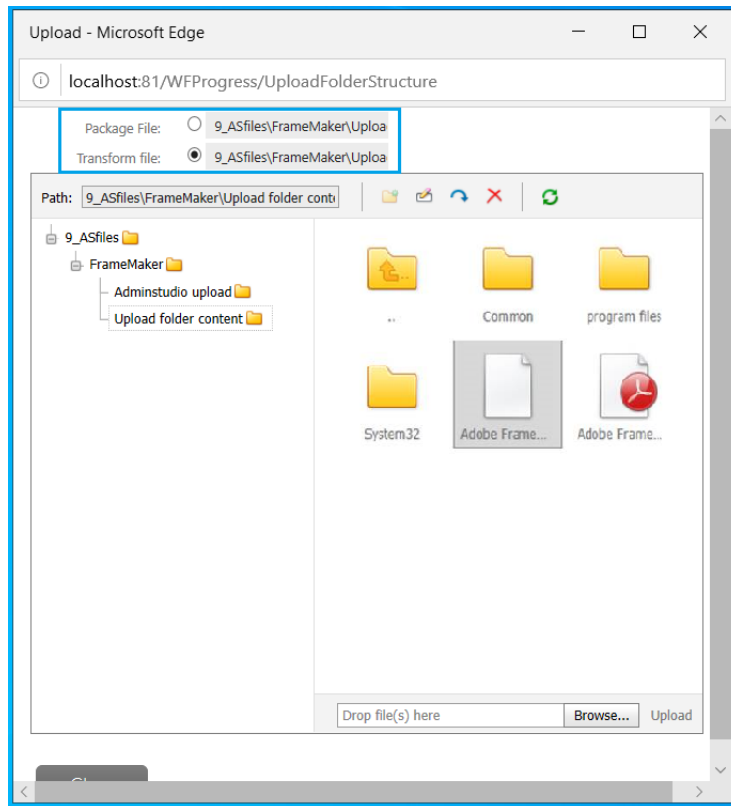 Upload - Microsoft Edge
localhost:81/WFProgress/UploadFolderStructure
Package File: 9_ASfiles\FrameMaker\Uploa
Transform file: 9_ASfiles\FrameMaker\Uploa
Path: 9_ASfiles\FrameMaker\Upload folder cont
9_ASfiles
FrameMaker
Adminstudio upload
Upload folder content
.. Common program files
System32 Adobe Frame... Adobe Frame...
Drop file(s) here Browse... Upload